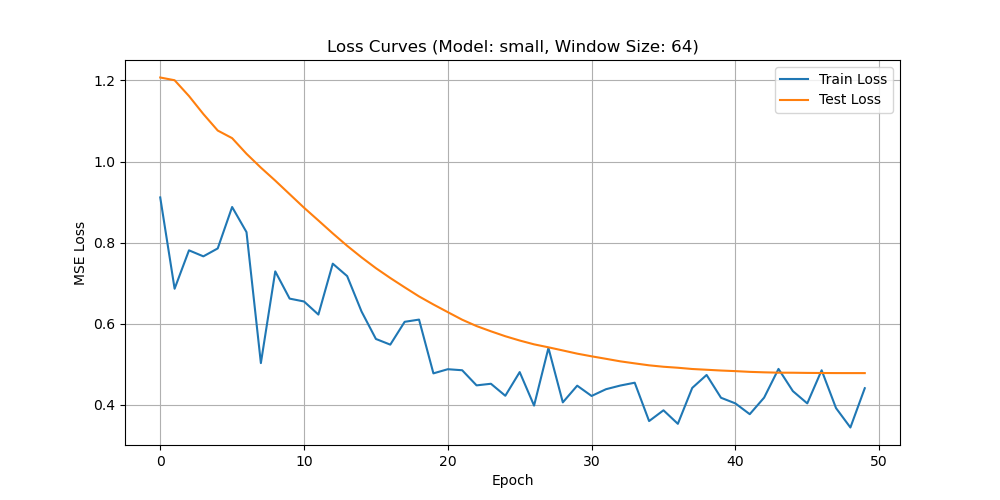 Loss Curves (Model: small, Window Size: 64)
Train Loss
Test Loss
MSE Loss
1.2
1.0
0.8
0.6
0.4
0 10 20 30 40 50
Epoch